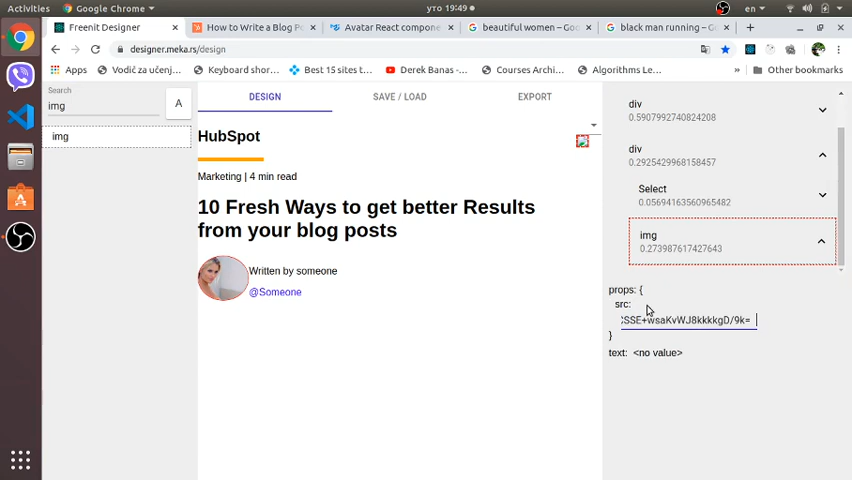 Activities
Google Chrome
уто 19:49
en
Freenit Designer
How to Write a Blog Po
Avatar React compone
beautiful women – Goo
black man running – Go
designer.meka.rs/design
Apps
Vodič za učenj...
Keyboard shor...
Best 15 sites t...
Derek Banas –...
Courses Archi...
Algorithms Le...
»
Other bookmarks
Search
img
A
img
DESIGN
SAVE / LOAD
EXPORT
HubSpot
Marketing | 4 min read
10 Fresh Ways to get better Results
from your blog posts
Written by someone
@Someone
div
0.5907992740824208
div
0.2925429968158457
Select
0.05694163560965482
img
0.273987617427643
props: {
src:
CSSE+wsaKvWJ8kkkkgD/9k=
}
text: <no value>